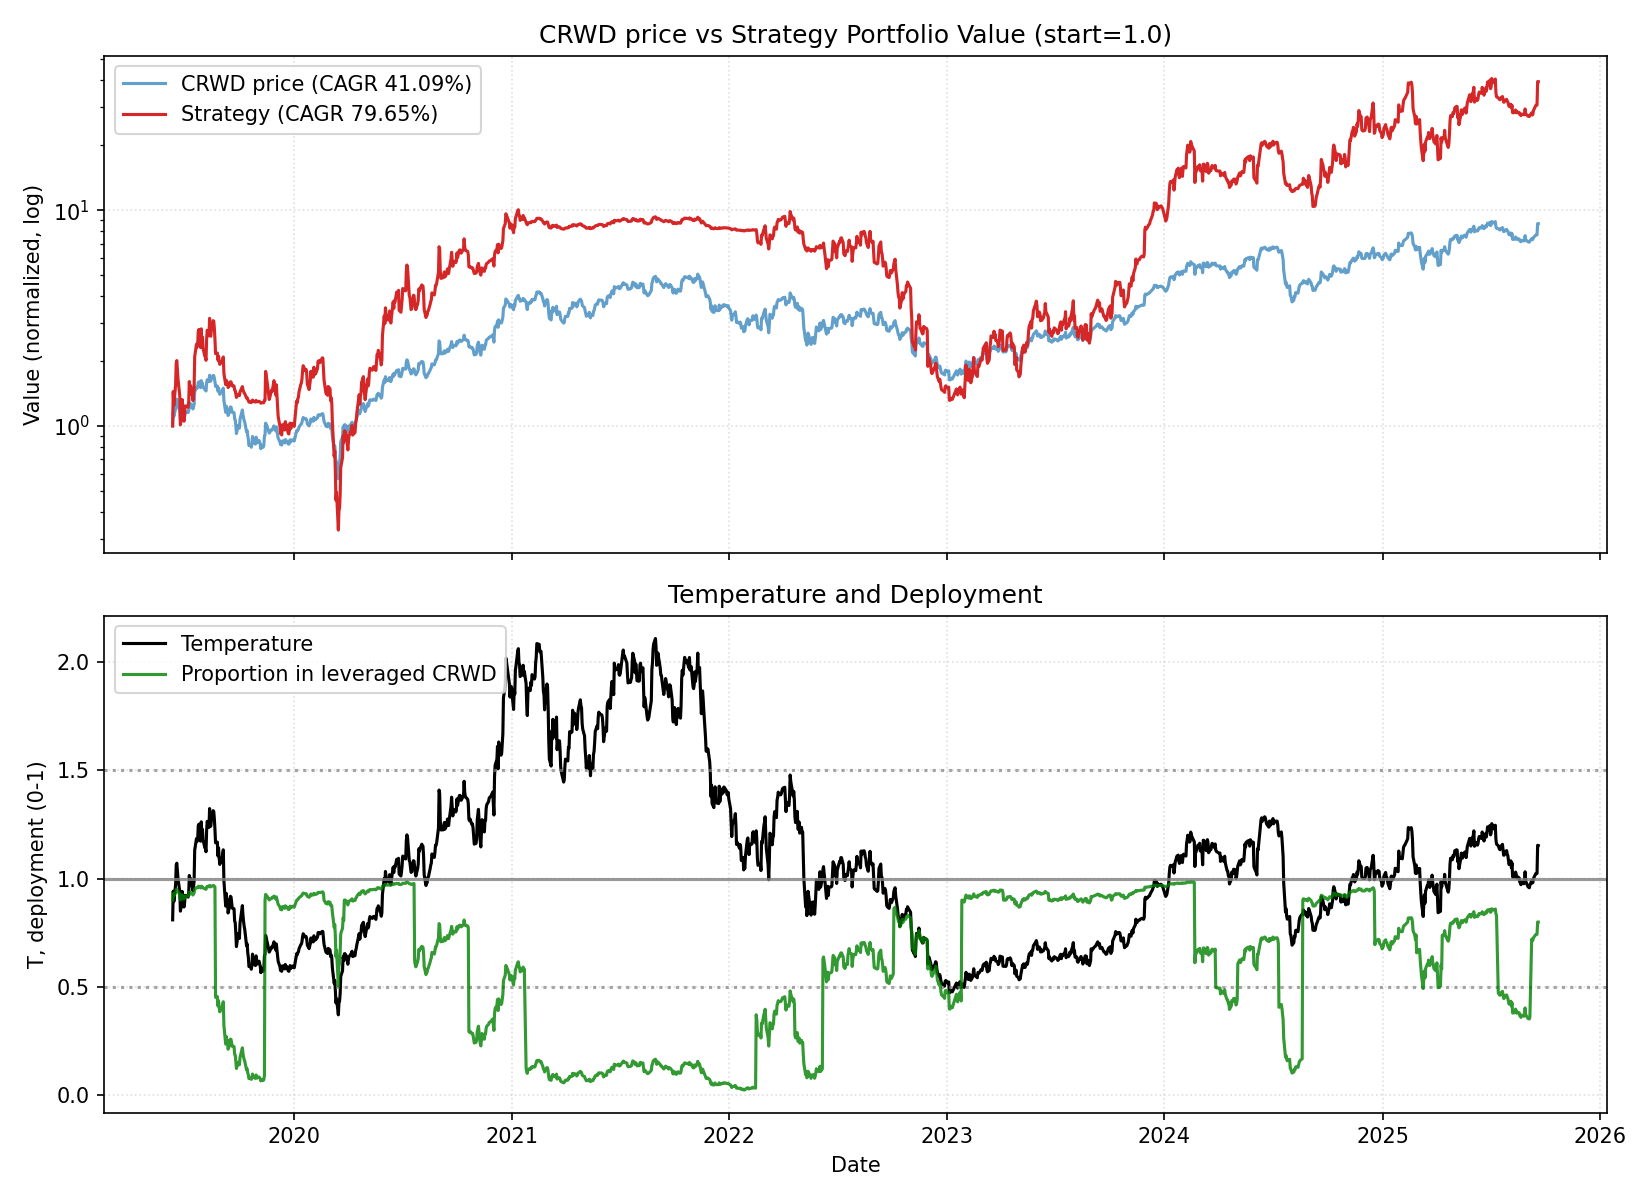 CRWD price vs Strategy Portfolio Value (start=1.0)
CRWD price (CAGR 41.09%)
Strategy (CAGR 79.65%)
Value (normalized, log)
10¹
10⁰
Temperature and Deployment
Temperature
Proportion in leveraged CRWD
T, deployment (0-1)
2.0
1.5
1.0
0.5
0.0
2020 2021 2022 2023 2024 2025 2026
Date